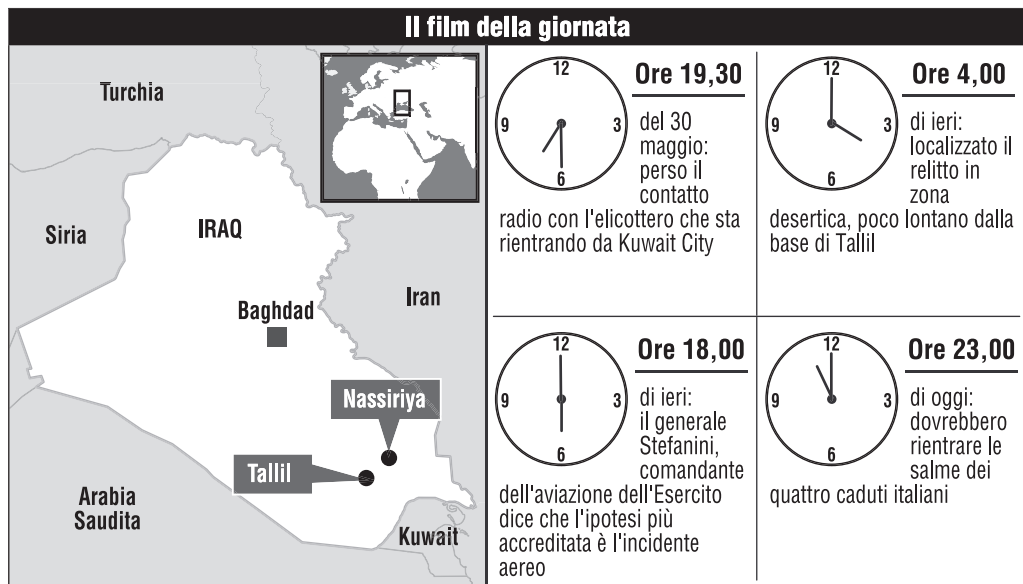 Il film della giornata
Turchia
Siria
IRAQ
Baghdad
Iran
Nassiriya
Tallil
Arabia
Saudita
Kuwait
12
9
3
6
Ore 19,30
del 30
maggio:
perso il
contatto
radio con l'elicottero che sta
rientrando da Kuwait City
12
9
3
6
Ore 4,00
di ieri:
localizzato il
relitto in
zona
desertica, poco lontano dalla
base di Tallil
12
9
3
6
Ore 18,00
di ieri:
il generale
Stefanini,
comandante
dell'aviazione dell'Esercito
dice che l'ipotesi più
accreditata è l'incidente
aereo
12
9
3
6
Ore 23,00
di oggi:
dovrebbero
rientrare le
salme dei
quattro caduti italiani